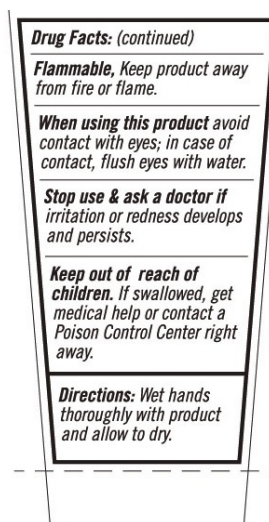 Drug Facts: (continued)
Flammable, Keep product away
from fire or flame.
When using this product avoid
contact with eyes; in case of
contact, flush eyes with water.
Stop use & ask a doctor if
irritation or redness develops
and persists.
Keep out of reach of
children. If swallowed, get
medical help or contact a
Poison Control Center right
away.
Directions: Wet hands
thoroughly with product
and allow to dry.